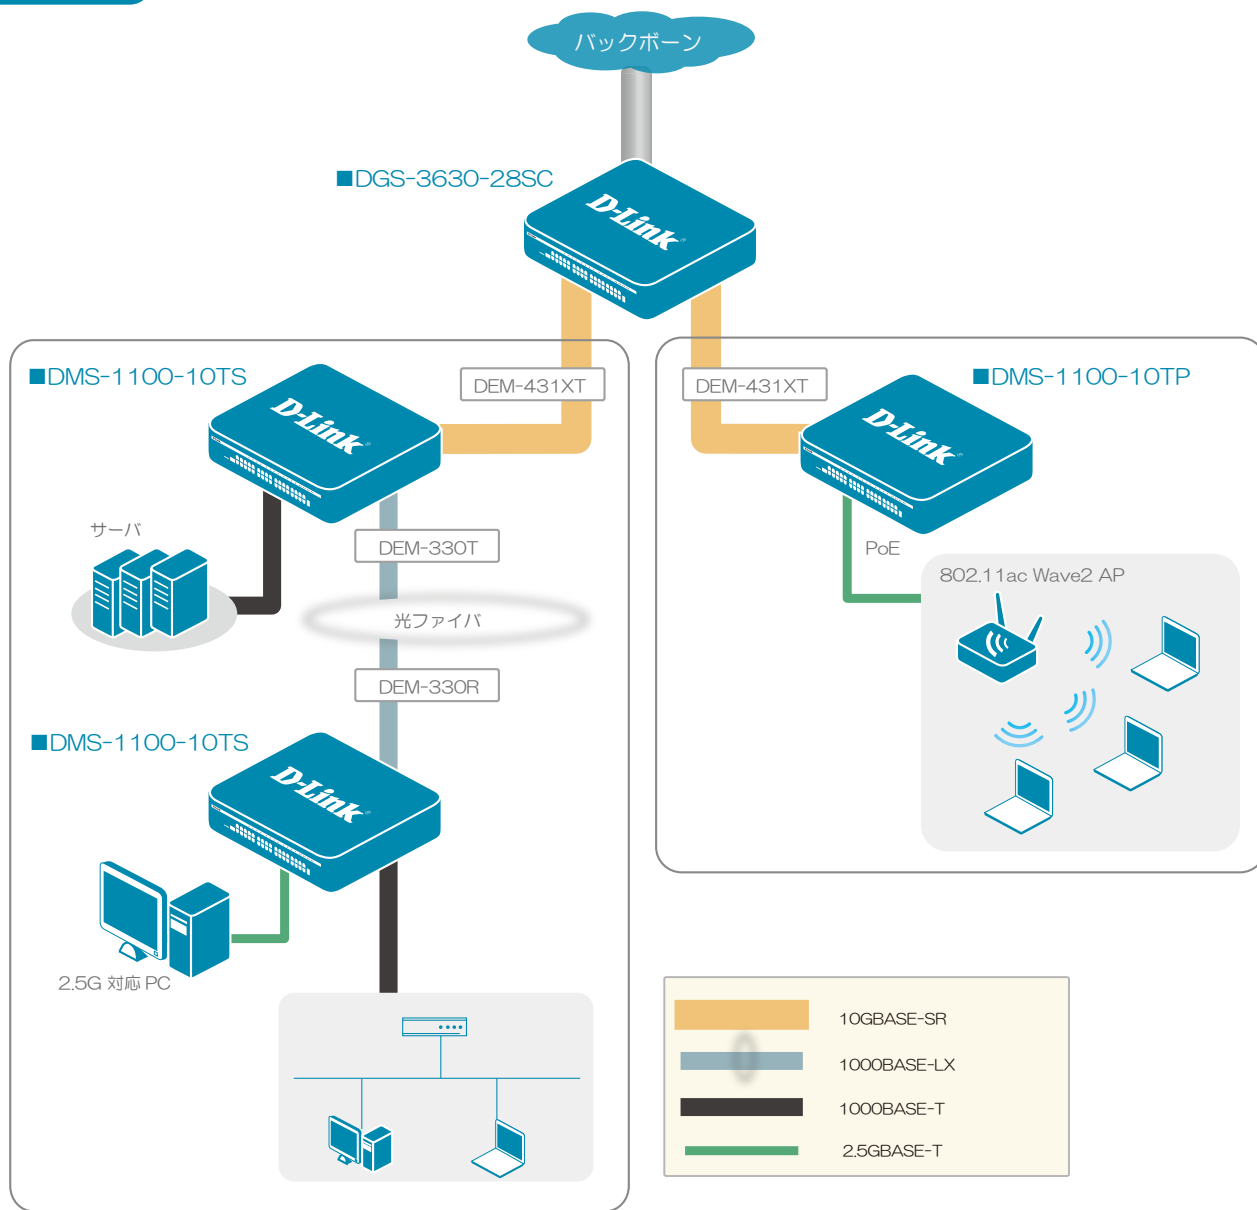 バックボーン
■DGS-3630-28SC
D-Link
■DMS-1100-10TS
D-Link
DEM-431XT
DEM-431XT
■DMS-1100-10TP
D-Link
サーバ
DEM-330T
光ファイバ
DEM-330R
PoE
802.11ac Wave2 AP
■DMS-1100-10TS
D-Link
2.5G 対応 PC
10GBASE-SR
1000BASE-LX
1000BASE-T
2.5GBASE-T